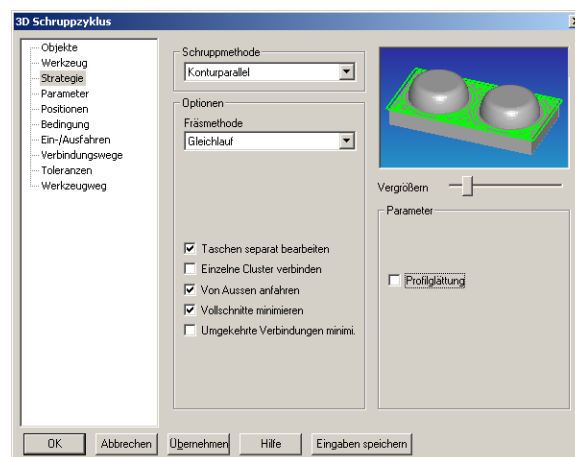 3D Schruppzyklus
Objekte
Werkzeug
Strategie
Parameter
Positionen
Bedingung
Ein-/Ausfahren
Verbindungswege
Toleranzen
Werkzeugweg
Schruppmethode
Konturparallel
Optionen
Fräsmethode
Gleichlauf
Taschen separat bearbeiten
Einzelne Cluster verbinden
Von Aussen anfahren
Vollschnitte minimieren
Umgekehrte Verbindungen minimi.
Vergrößern
Parameter
Profilglättung
OK
Abbrechen
Übernehmen
Hilfe
Eingaben speichern